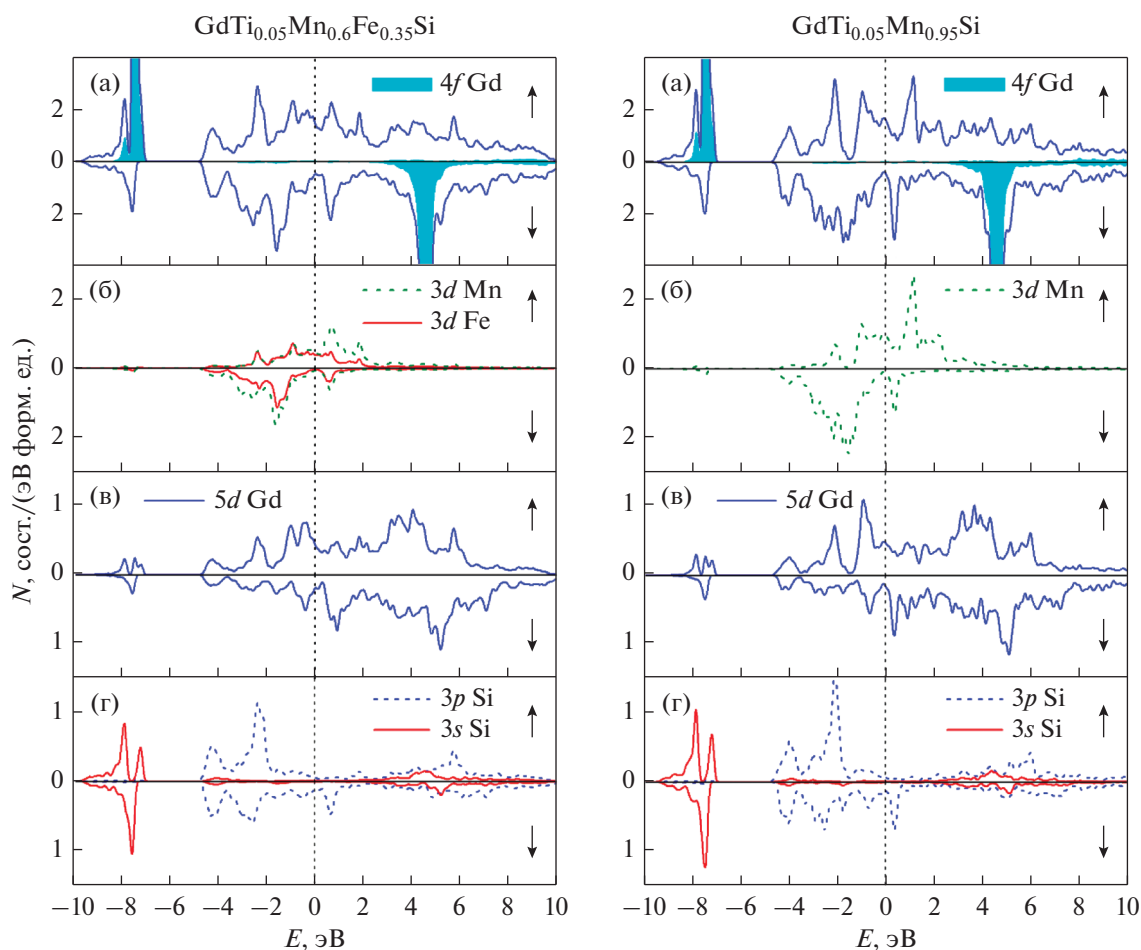 GdTi0.05Mn0.6Fe0.35Si
GdTi0.05Mn0.95Si
(а)
4f Gd
2
0
2
(б)
3d Mn
3d Fe
2
0
2
(в)
5d Gd
1
0
1
(г)
3p Si
3s Si
1
0
1
−10 −8 −6 −4 −2 0 2 4 6 8 10
E, эВ
N, сост./(эВ форм. ед.)
(а)
4f Gd
2
0
2
(б)
3d Mn
2
0
2
(в)
5d Gd
1
0
1
(г)
3p Si
3s Si
1
0
1
−10 −8 −6 −4 −2 0 2 4 6 8 10
E, эВ